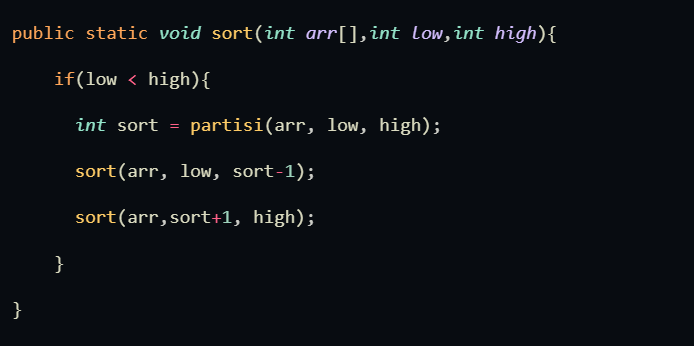 public static void sort(int arr[],int low,int high){
if(low < high){
int sort = partisi(arr, low, high);
sort(arr, low, sort-1);
sort(arr,sort+1, high);
}
}